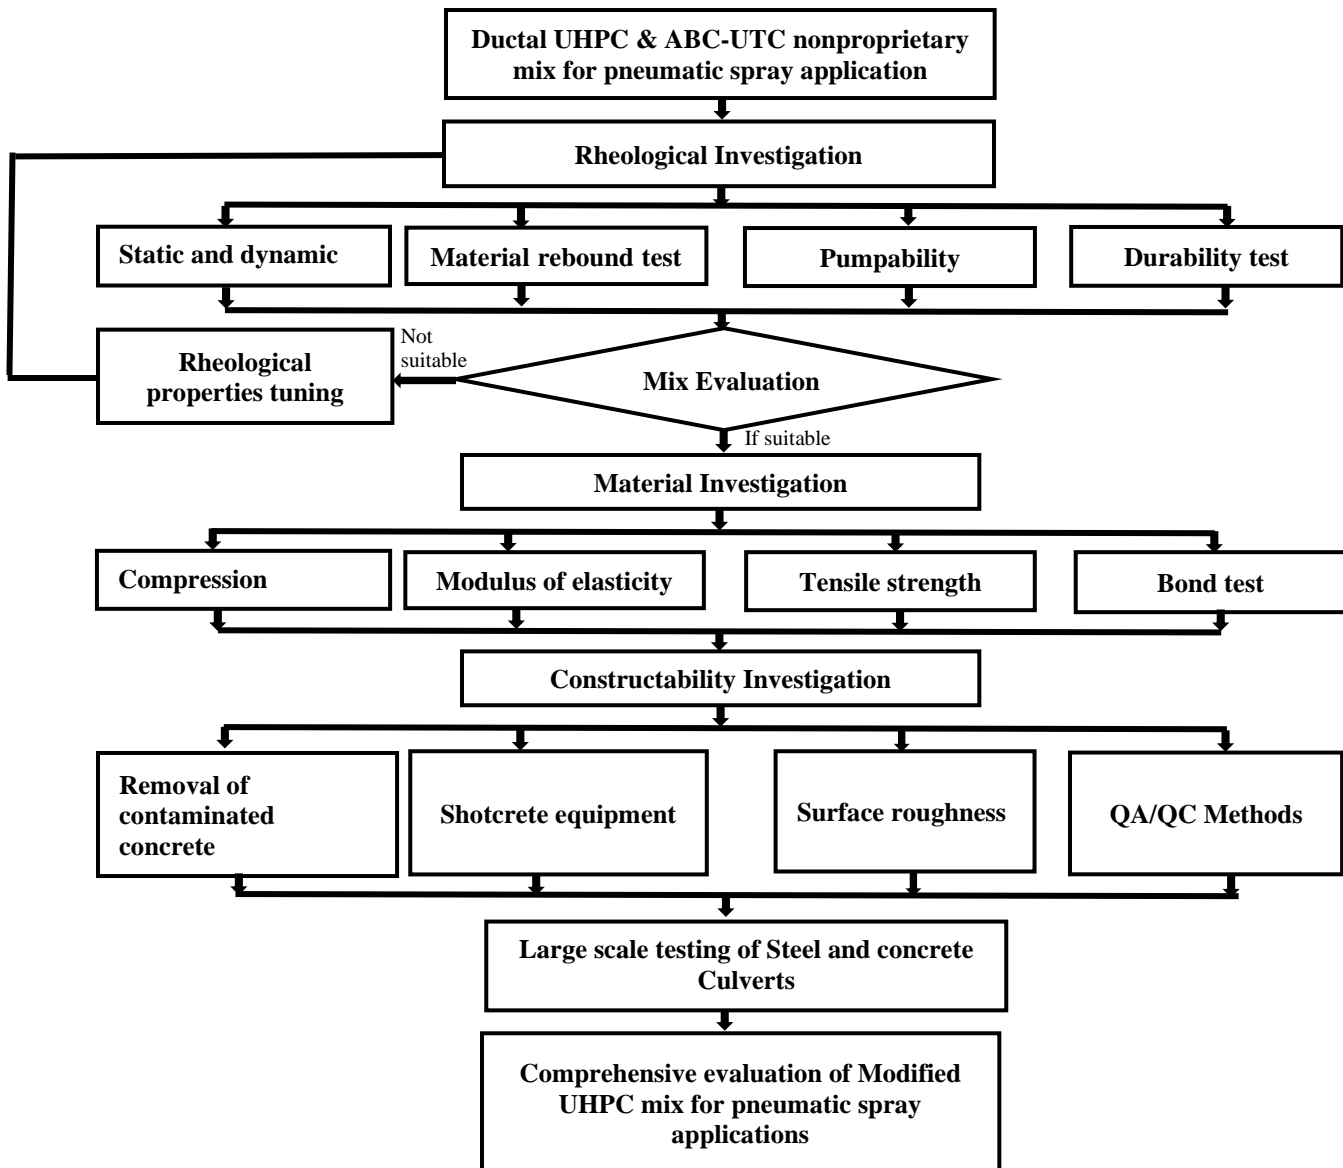 Ductal UHPC & ABC-UTC nonproprietary
mix for pneumatic spray application
Rheological Investigation
Static and dynamic
Material rebound test
Pumpability
Durability test
Not
suitable
Rheological
properties tuning
Mix Evaluation
If suitable
Material Investigation
Compression
Modulus of elasticity
Tensile strength
Bond test
Constructability Investigation
Removal of
contaminated
concrete
Shotcrete equipment
Surface roughness
QA/QC Methods
Large scale testing of Steel and concrete
Culverts
Comprehensive evaluation of Modified
UHPC mix for pneumatic spray
applications